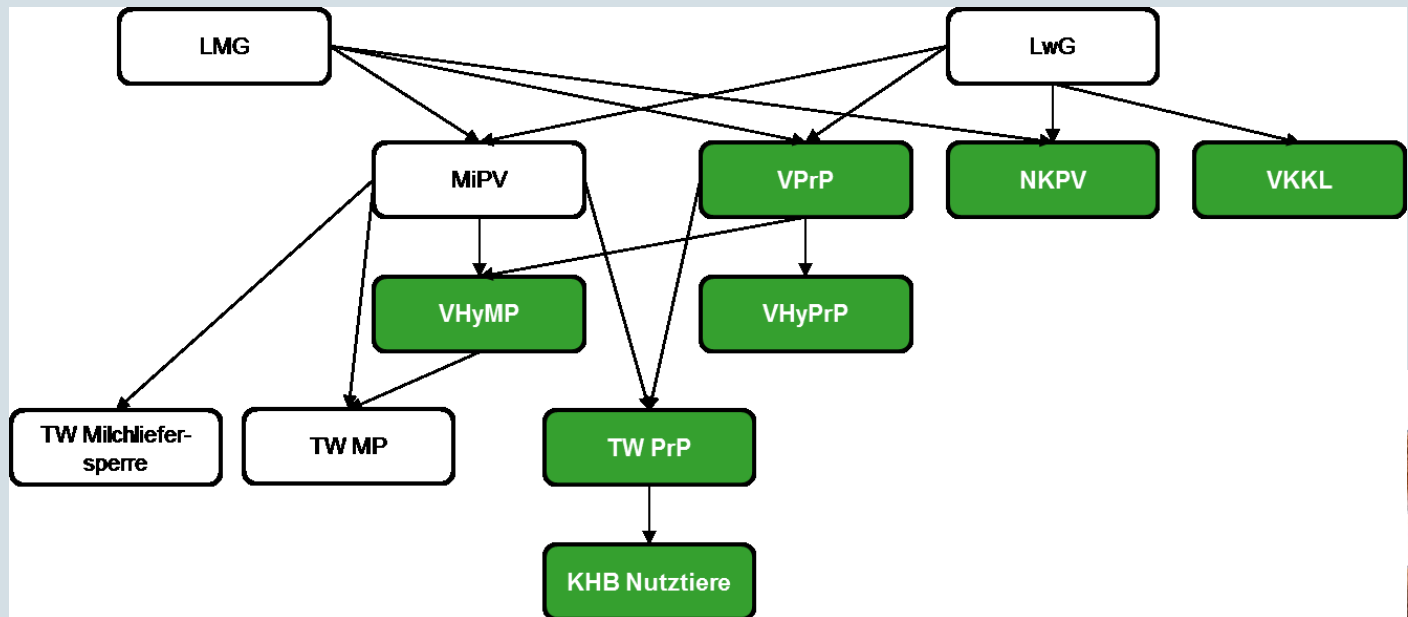 LMG
LwG
MiPV
VPrP
NKPV
VKKL
VHyMP
VHyPrP
TW Milchliefer-
sperre
TW MP
TW PrP
KHB Nutztiere